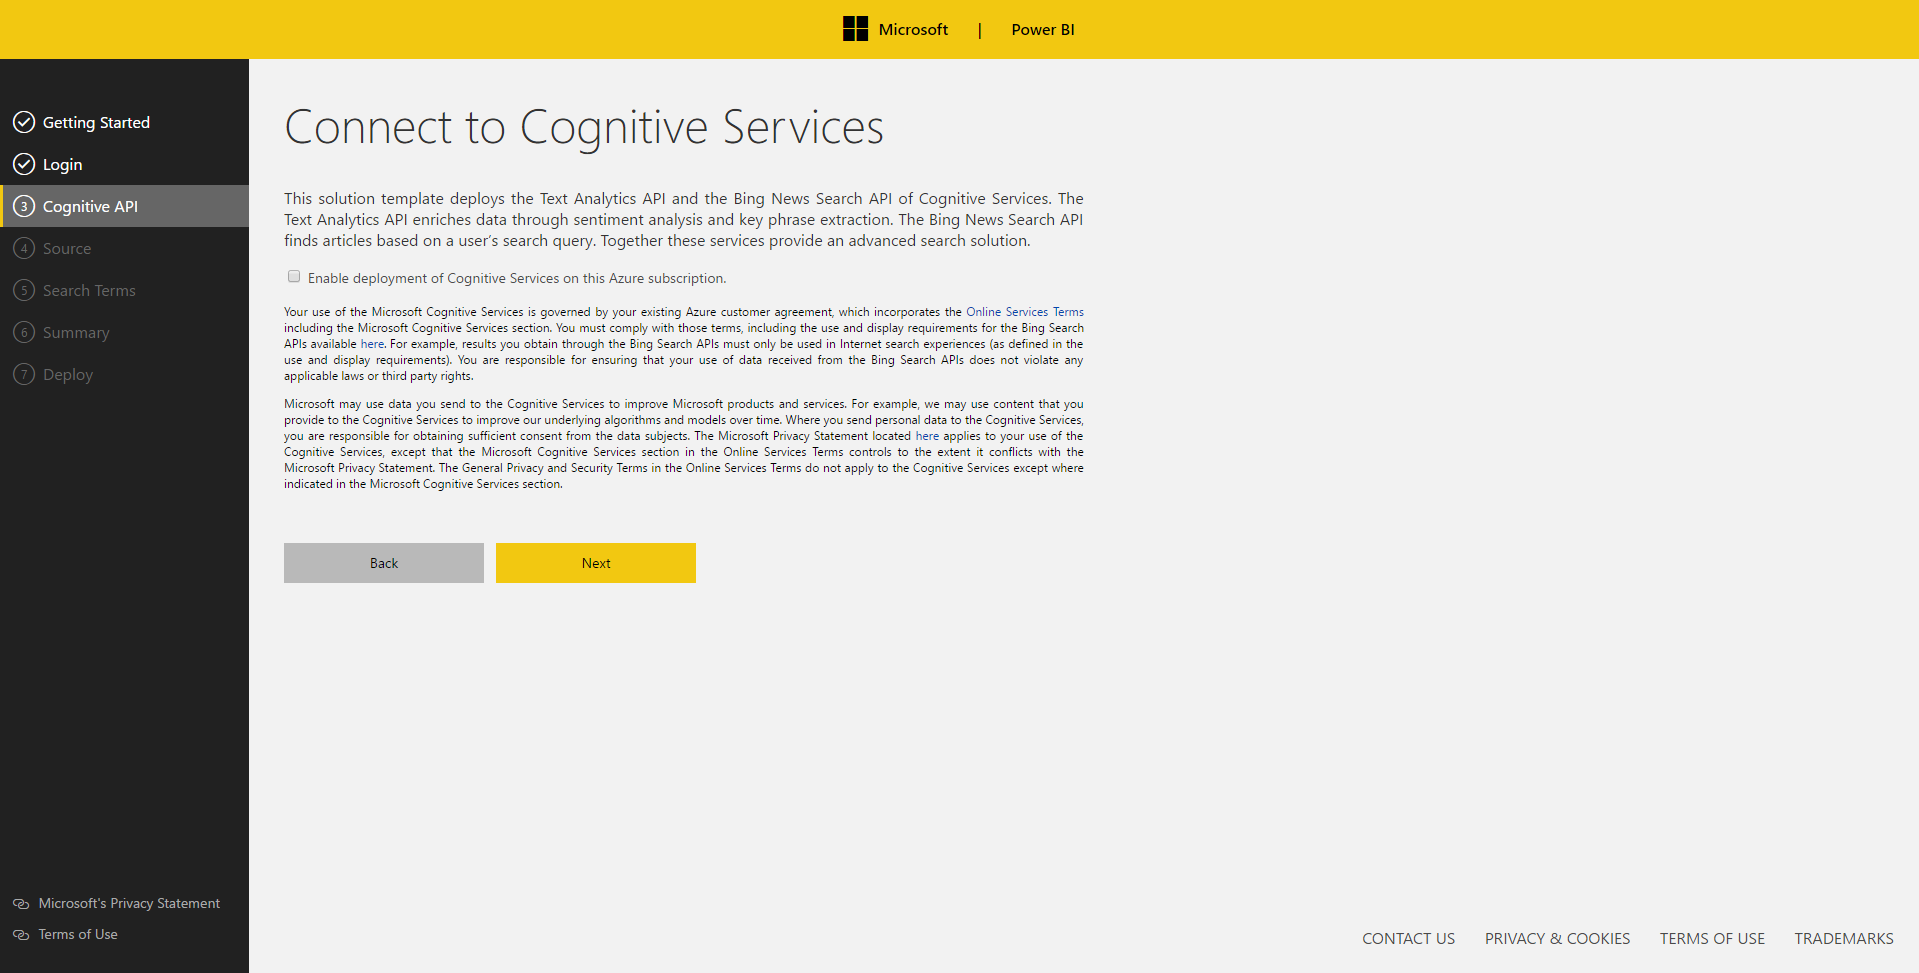 Microsoft | Power BI
Getting Started
Login
3 Cognitive API
4 Source
5 Search Terms
6 Summary
7 Deploy
Microsoft's Privacy Statement
Terms of Use
Connect to Cognitive Services
This solution template deploys the Text Analytics API and the Bing News Search API of Cognitive Services. The
Text Analytics API enriches data through sentiment analysis and key phrase extraction. The Bing News Search API
finds articles based on a user's search query. Together these services provide an advanced search solution.
Enable deployment of Cognitive Services on this Azure subscription.
Your use of the Microsoft Cognitive Services is governed by your existing Azure customer agreement, which incorporates the Online Services Terms
including the Microsoft Cognitive Services section. You must comply with those terms, including the use and display requirements for the Bing Search
APIs available here. For example, results you obtain through the Bing Search APIs must only be used in Internet search experiences (as defined in the
use and display requirements). You are responsible for ensuring that your use of data received from the Bing Search APIs does not violate any
applicable laws or third party rights.
Microsoft may use data you send to the Cognitive Services to improve Microsoft products and services. For example, we may use content that you
provide to the Cognitive Services to improve our underlying algorithms and models over time. Where you send personal data to the Cognitive Services,
you are responsible for obtaining sufficient consent from the data subjects. The Microsoft Privacy Statement located here applies to your use of the
Cognitive Services, except that the Microsoft Cognitive Services section in the Online Services Terms controls to the extent it conflicts with the
Microsoft Privacy Statement. The General Privacy and Security Terms in the Online Services Terms do not apply to the Cognitive Services except where
indicated in the Microsoft Cognitive Services section.
Back
Next
CONTACT US PRIVACY & COOKIES TERMS OF USE TRADEMARKS